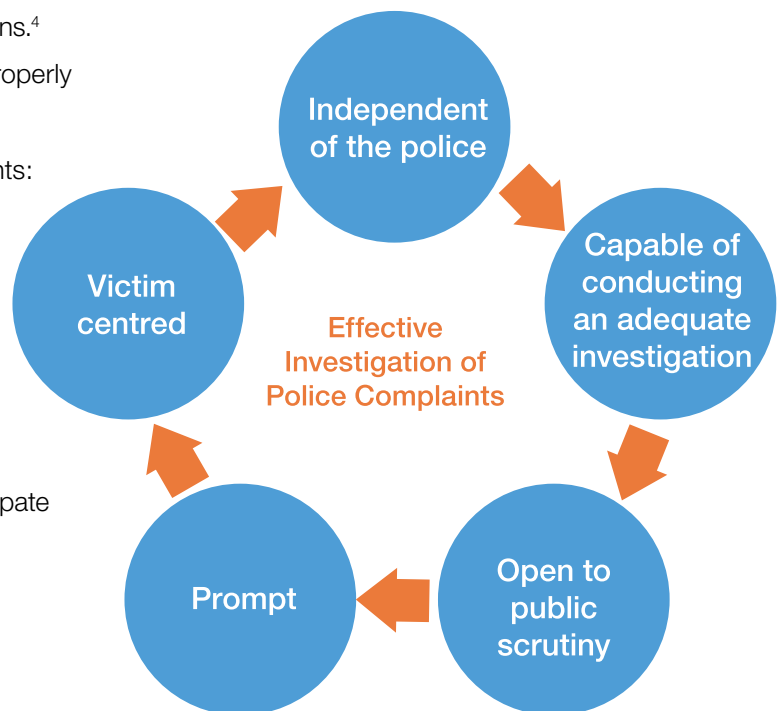 ns.⁴
roperly
nts:
pate
Independent
of the police
Capable of
conducting
an adequate
investigation
Open to
public
scrutiny
Prompt
Victim
centred
Effective
Investigation of
Police Complaints